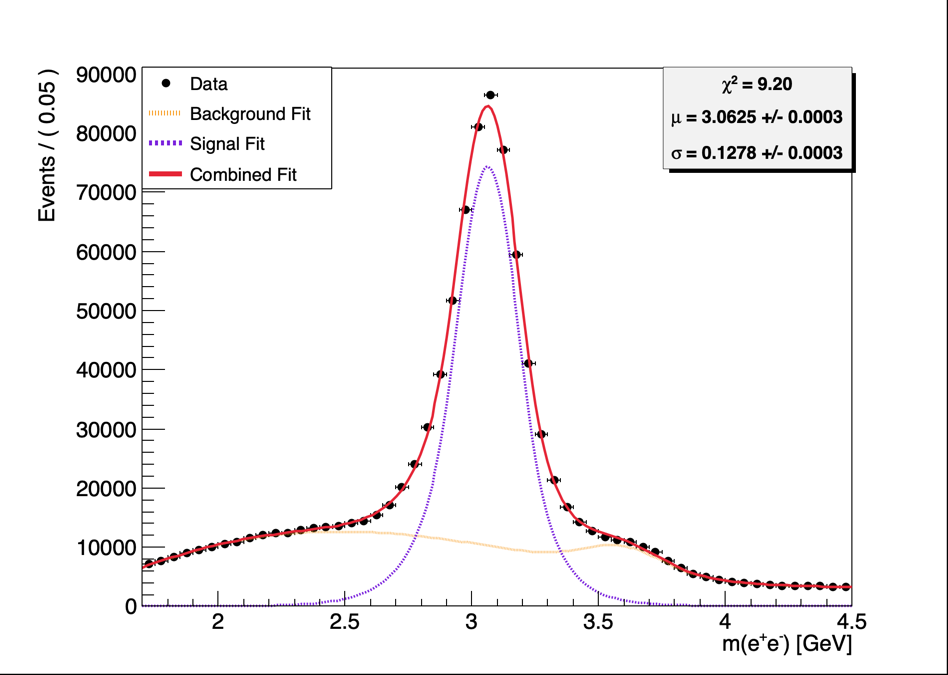 Events / ( 0.05 )
90000
80000
70000
60000
50000
40000
30000
20000
10000
0
Data
Background Fit
Signal Fit
Combined Fit
χ² = 9.20
μ = 3.0625 +/- 0.0003
σ = 0.1278 +/- 0.0003
2 2.5 3 3.5 4 4.5
m(e⁺e⁻) [GeV]